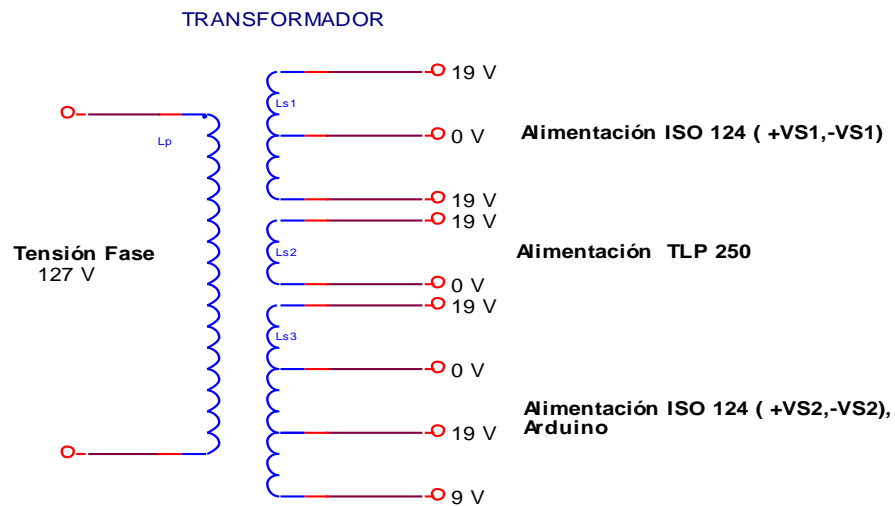 TRANSFORMADOR
19 V
Ls1
Lp
0 V
Alimentación ISO 124 ( +VS1,-VS1)
19 V
19 V
Tensión Fase
127 V
Ls2
Alimentación TLP 250
0 V
19 V
Ls3
0 V
Alimentación ISO 124 ( +VS2,-VS2),
Arduino
19 V
9 V